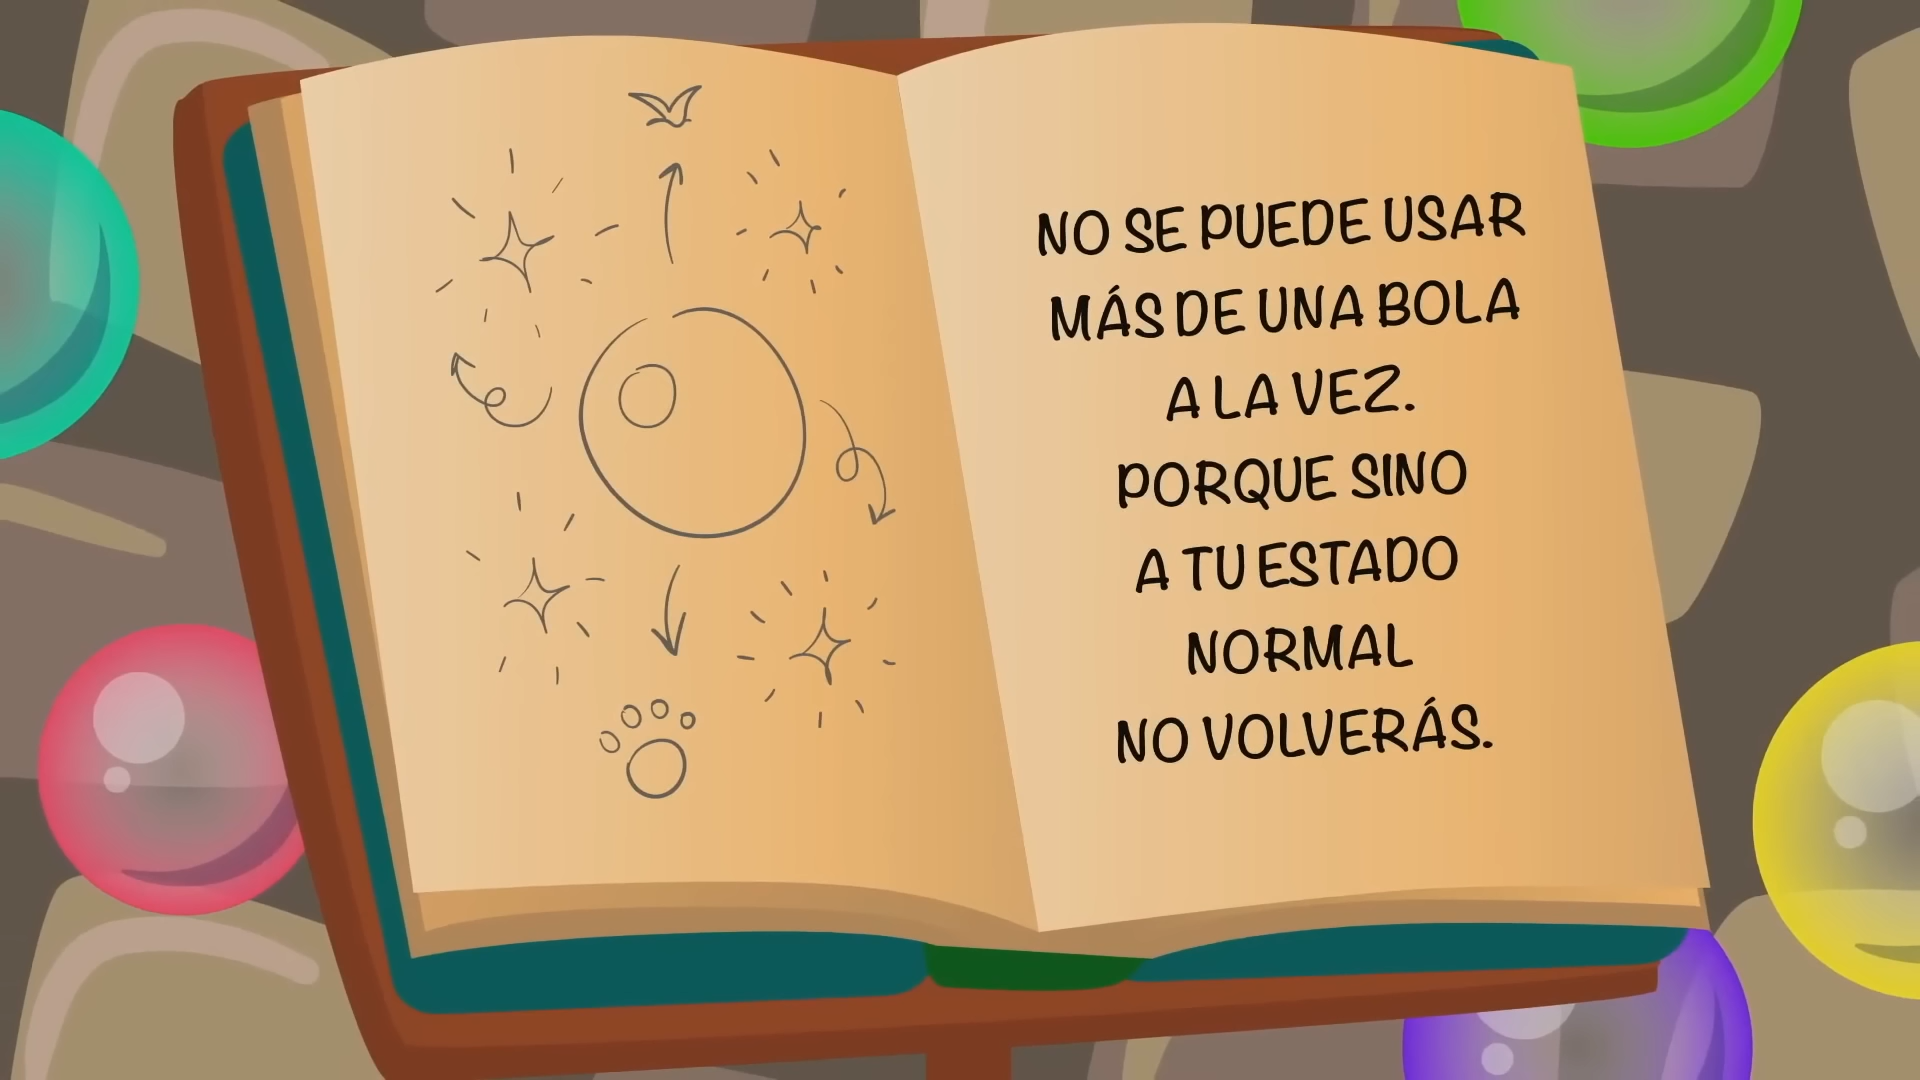 NO SE PUEDE USAR
MÁS DE UNA BOLA
A LA VEZ.
PORQUE SINO
A TU ESTADO
NORMAL
NO VOLVERÁS.